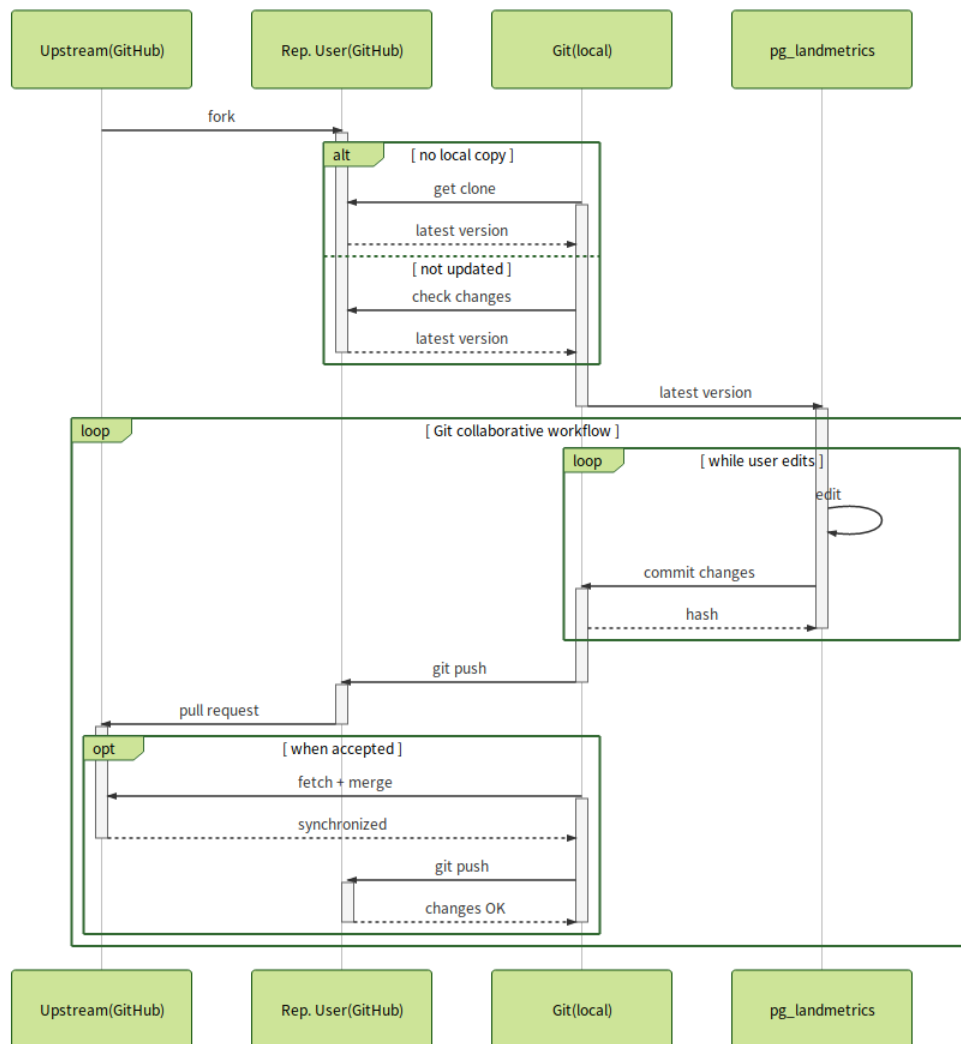 Upstream(GitHub)
Rep. User(GitHub)
Git(local)
pg_landmetrics
fork
alt
[ no local copy ]
get clone
latest version
[ not updated ]
check changes
latest version
latest version
loop
[ Git collaborative workflow ]
loop
[ while user edits ]
edit
commit changes
hash
git push
pull request
opt
[ when accepted ]
fetch + merge
synchronized
git push
changes OK
Upstream(GitHub)
Rep. User(GitHub)
Git(local)
pg_landmetrics